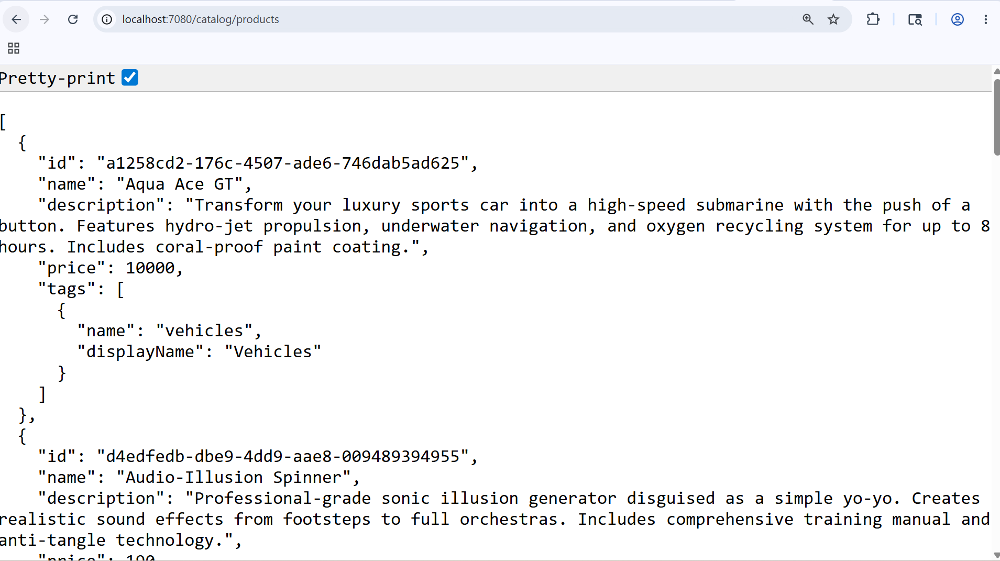 localhost:7080/catalog/products
Pretty-print
[
  {
    "id": "a1258cd2-176c-4507-ade6-746dab5ad625",
    "name": "Aqua Ace GT",
    "description": "Transform your luxury sports car into a high-speed submarine with the push of a
button. Features hydro-jet propulsion, underwater navigation, and oxygen recycling system for up to 8
hours. Includes coral-proof paint coating.",
    "price": 10000,
    "tags": [
      {
        "name": "vehicles",
        "displayName": "Vehicles"
      }
    ]
  },
  {
    "id": "d4edfedb-dbe9-4dd9-aae8-009489394955",
    "name": "Audio-Illusion Spinner",
    "description": "Professional-grade sonic illusion generator disguised as a simple yo-yo. Creates
realistic sound effects from footsteps to full orchestras. Includes comprehensive training manual and
anti-tangle technology.",
    "price": 190